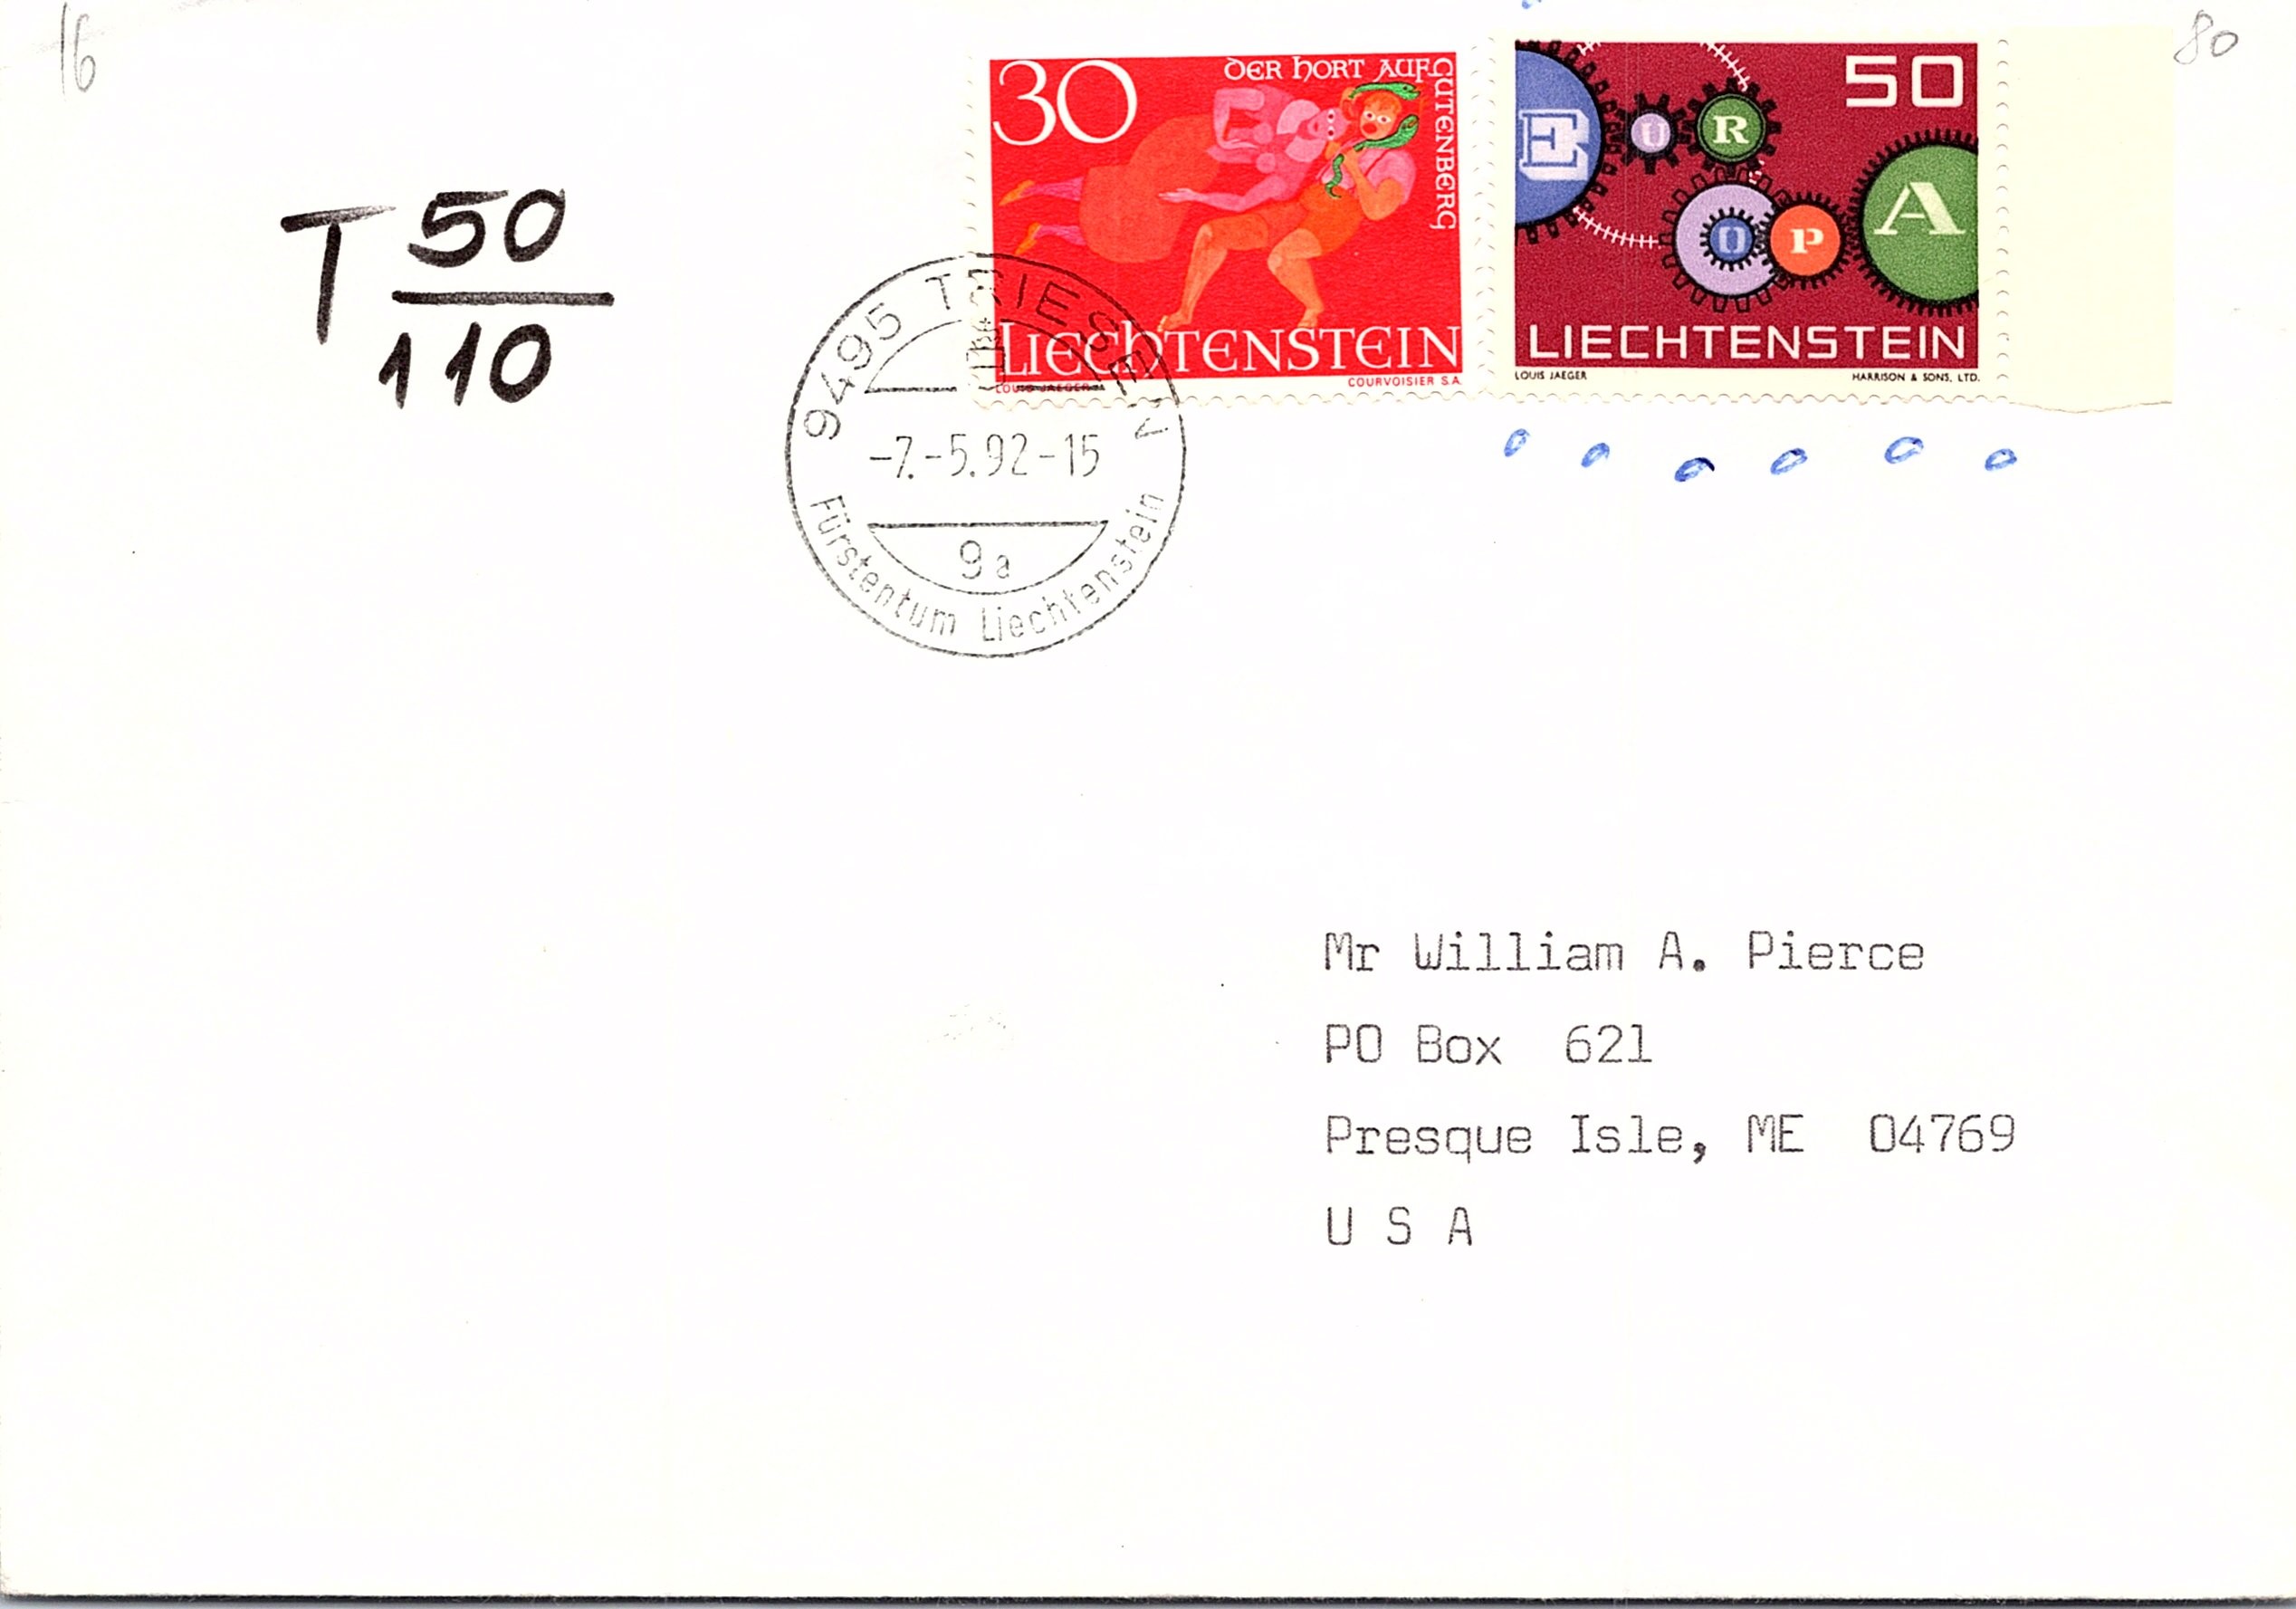 16
80
T 50
110
30
DER HORT AUF GUTENBERG
LIECHTENSTEIN
LOUIS JAEGER
COURVOISIER S.A.
50
EUROPA
LIECHTENSTEIN
LOUIS JAEGER
HARRISON & SONS, LTD.
9495 TRIESEN
-7.-5.92-15
9a
Fürstentum Liechtenstein
Mr William A. Pierce
PO Box 621
Presque Isle, ME 04769
U S A